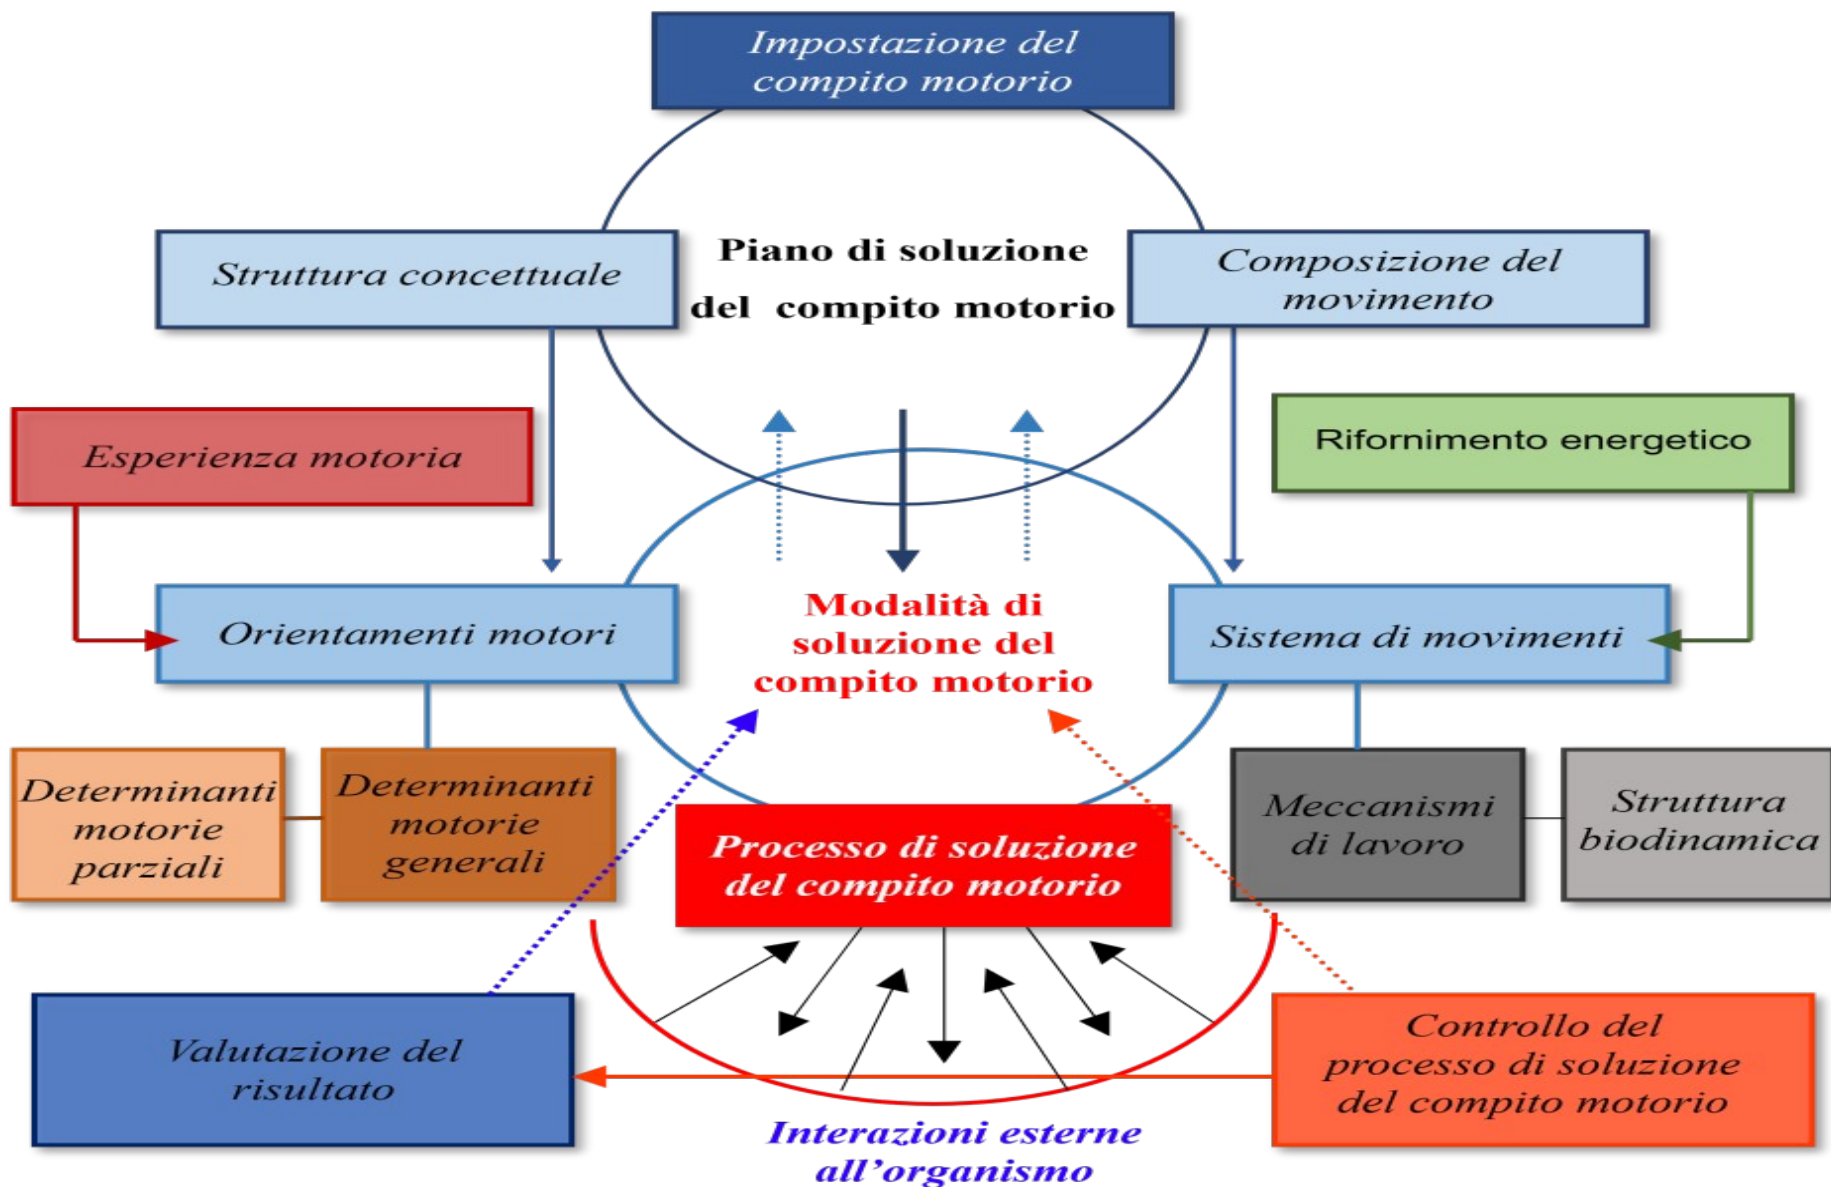 Impostazione del
compito motorio
Struttura concettuale
Piano di soluzione
del compito motorio
Composizione del
movimento
Esperienza motoria
Rifornimento energetico
Orientamenti motori
Modalità di
soluzione del
compito motorio
Sistema di movimenti
Determinanti
motorie
parziali
Determinanti
motorie
generali
Processo di soluzione
del compito motorio
Meccanismi
di lavoro
Struttura
biodinamica
Valutazione del
risultato
Interazioni esterne
all’organismo
Controllo del
processo di soluzione
del compito motorio